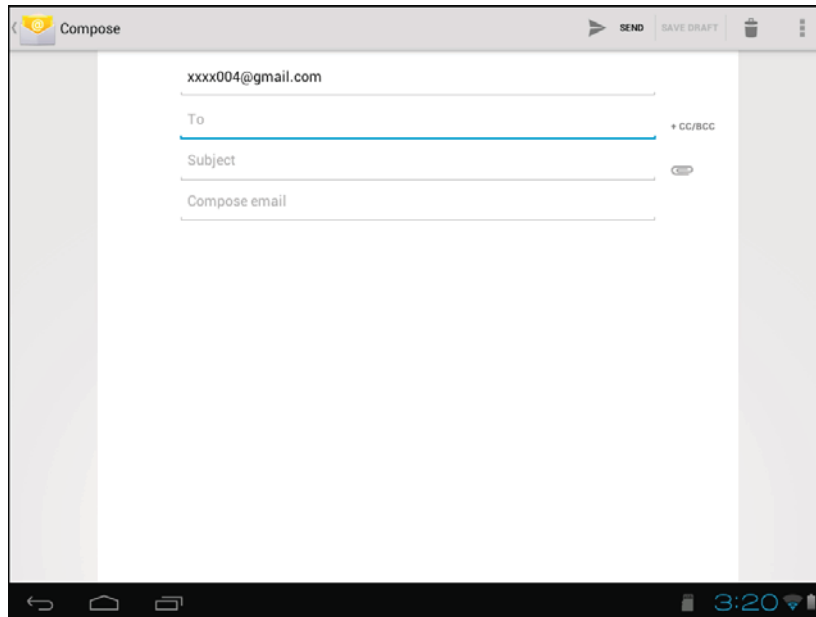 Compose
SEND SAVE DRAFT
xxxx004@gmail.com
To
+ CC/BCC
Subject
Compose email
3:20